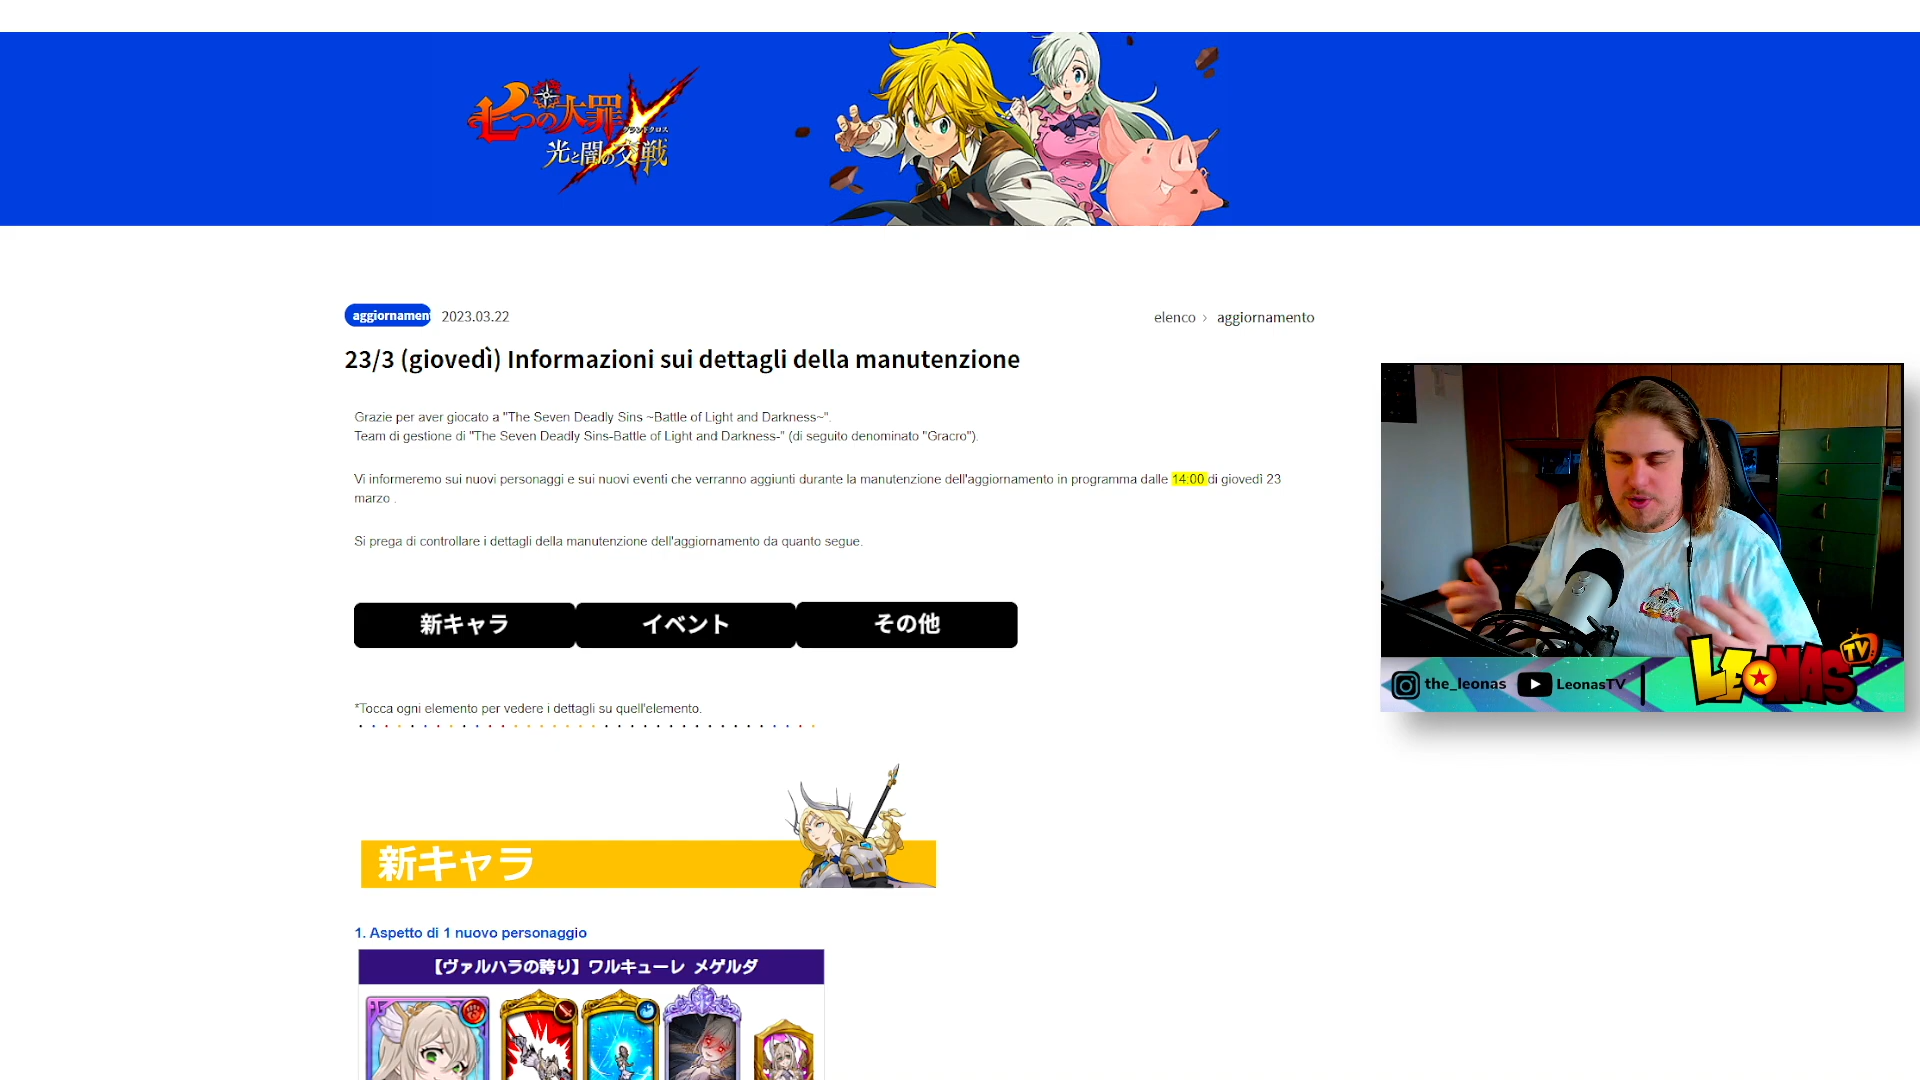 七つの大罪
グランドクロス
光と闇の交戦
aggiornament
2023.03.22
elenco › aggiornamento
23/3 (giovedì) Informazioni sui dettagli della manutenzione
Grazie per aver giocato a "The Seven Deadly Sins ~Battle of Light and Darkness~".
Team di gestione di "The Seven Deadly Sins-Battle of Light and Darkness-" (di seguito denominato "Gracro").
Vi informeremo sui nuovi personaggi e sui nuovi eventi che verranno aggiunti durante la manutenzione dell'aggiornamento in programma dalle 14:00 di giovedì 23
marzo .
Si prega di controllare i dettagli della manutenzione dell'aggiornamento da quanto segue.
新キャラ イベント その他
*Tocca ogni elemento per vedere i dettagli su quell'elemento.
新キャラ
1. Aspetto di 1 nuovo personaggio
【ヴァルハラの誇り】ワルキューレ メゲルダ
the_leonas
LeonasTV
LEONAS TV